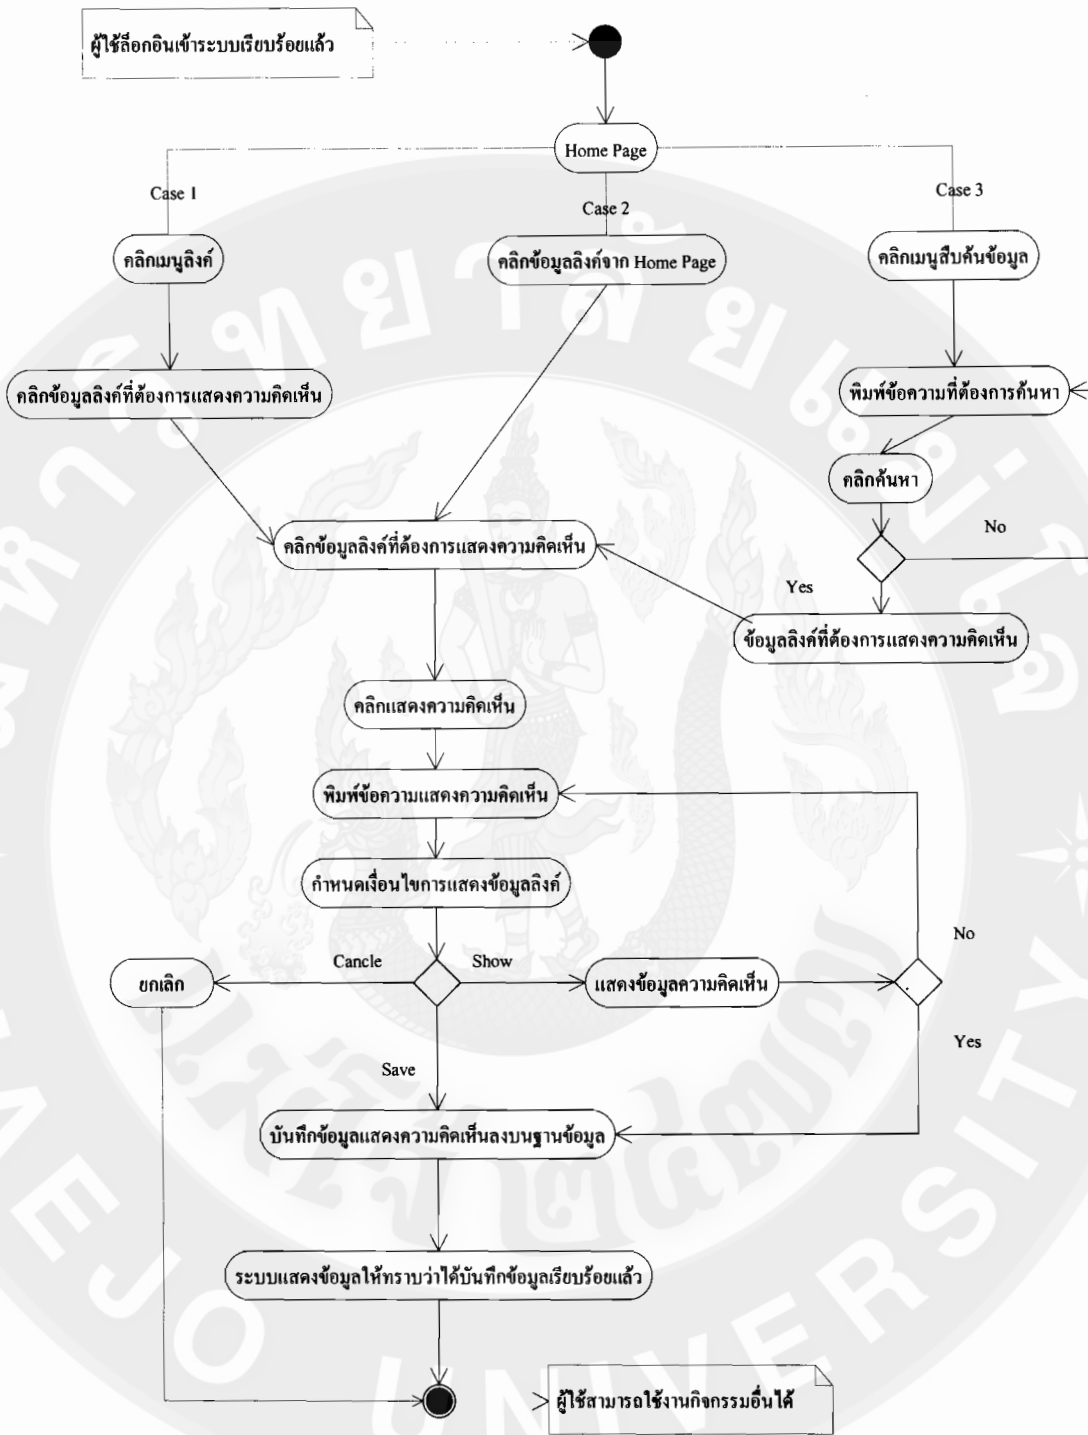 ผู้ใช้ล็อกอินเข้าระบบเรียบร้อยแล้ว
Home Page
Case 1
Case 2
Case 3
คลิกเมนูลิงค์
คลิกข้อมูลลิงค์จาก Home Page
คลิกเมนูสืบค้นข้อมูล
คลิกข้อมูลลิงค์ที่ต้องการแสดงความคิดเห็น
พิมพ์ข้อความที่ต้องการค้นหา
คลิกค้นหา
No
คลิกข้อมูลลิงค์ที่ต้องการแสดงความคิดเห็น
Yes
ข้อมูลลิงค์ที่ต้องการแสดงความคิดเห็น
คลิกแสดงความคิดเห็น
พิมพ์ข้อความแสดงความคิดเห็น
กำหนดเงื่อนไขการแสดงข้อมูลลิงค์
No
Cancle
Show
ยกเลิก
แสดงข้อมูลความคิดเห็น
Yes
Save
บันทึกข้อมูลแสดงความคิดเห็นลงบนฐานข้อมูล
ระบบแสดงข้อมูลให้ทราบว่าได้บันทึกข้อมูลเรียบร้อยแล้ว
ผู้ใช้สามารถใช้งานกิจกรรมอื่นได้
มหาวิทยาลัยแม่โจ้
MAEJO UNIVERSITY